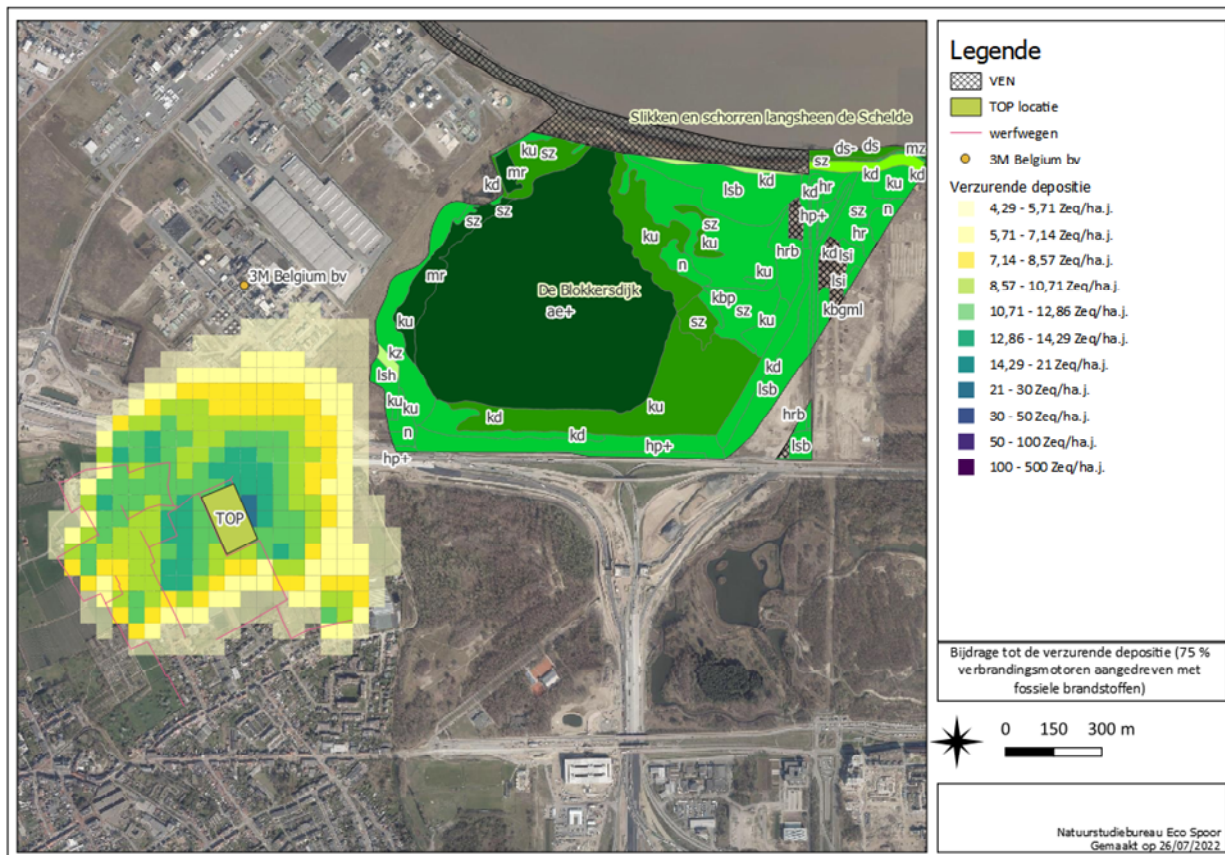 Slikken en schorren langsheen de Schelde
ku
sz
mr
kd
sz
sz
mr
ku
kz
lsh
ku
ku
n
hp+
kd
kd
ku
hp+
De Blokkersdijk
ae+
ku
sz
ku
n
lsb
kd
kd
hr
hp+
hrb
ku
kbp
sz
ku
sz
kd
lsb
hrb
lsb
sz
ds-
ds
mz
kd
kd
ku
sz
n
hr
kd
lsi
lsi
kbgml
3M Belgium bv
TOP
Legende
VEN
TOP locatie
werfwegen
3M Belgium bv
Verzurende depositie
4,29 - 5,71 Zeq/ha.j.
5,71 - 7,14 Zeq/ha.j.
7,14 - 8,57 Zeq/ha.j.
8,57 - 10,71 Zeq/ha.j.
10,71 - 12,86 Zeq/ha.j.
12,86 - 14,29 Zeq/ha.j.
14,29 - 21 Zeq/ha.j.
21 - 30 Zeq/ha.j.
30 - 50 Zeq/ha.j.
50 - 100 Zeq/ha.j.
100 - 500 Zeq/ha.j.
Bijdrage tot de verzurende depositie (75 %
verbrandingsmotoren aangedreven met
fossiele brandstoffen)
0 150 300 m
Natuurstudiebureau Eco Spoor
Gemaakt op 26/07/2022